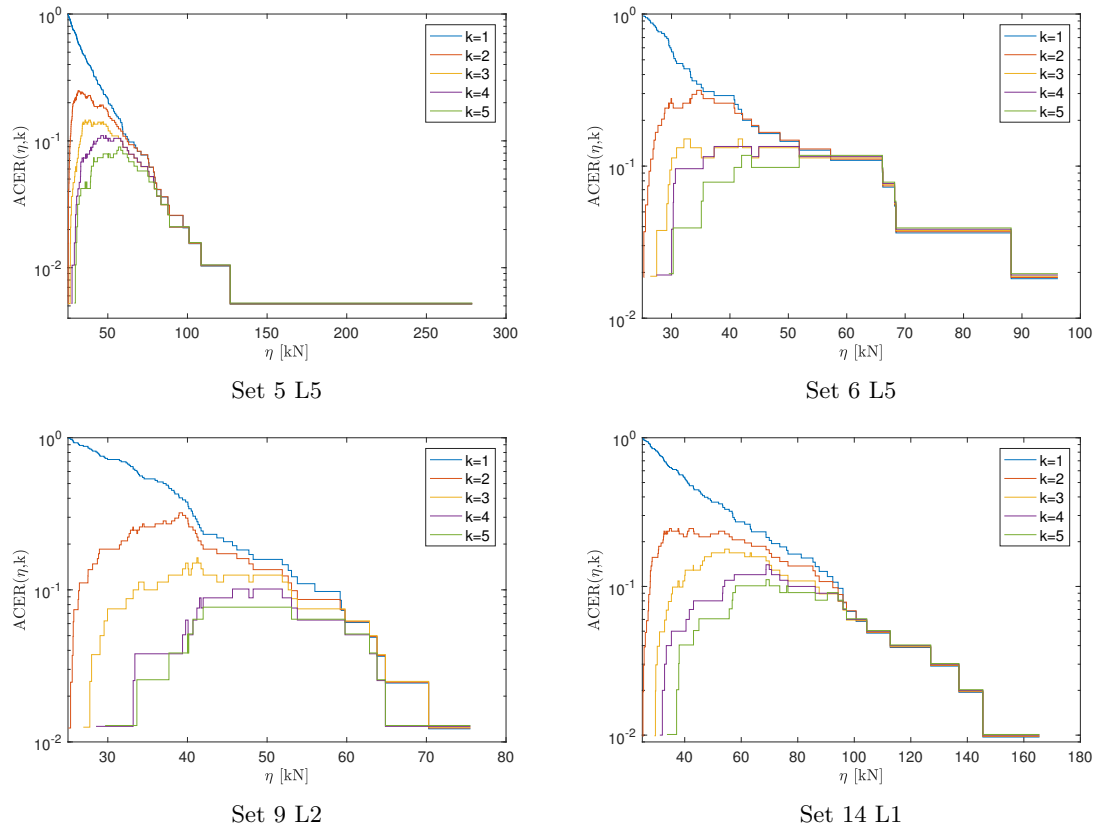 10^0
10^-1
10^-2
ACER(η,k)
k=1
k=2
k=3
k=4
k=5
50 100 150 200 250 300
η [kN]
Set 5 L5
10^0
10^-1
10^-2
ACER(η,k)
k=1
k=2
k=3
k=4
k=5
30 40 50 60 70 80 90 100
η [kN]
Set 6 L5
10^0
10^-1
10^-2
ACER(η,k)
k=1
k=2
k=3
k=4
k=5
30 40 50 60 70 80
η [kN]
Set 9 L2
10^0
10^-1
10^-2
ACER(η,k)
k=1
k=2
k=3
k=4
k=5
40 60 80 100 120 140 160 180
η [kN]
Set 14 L1